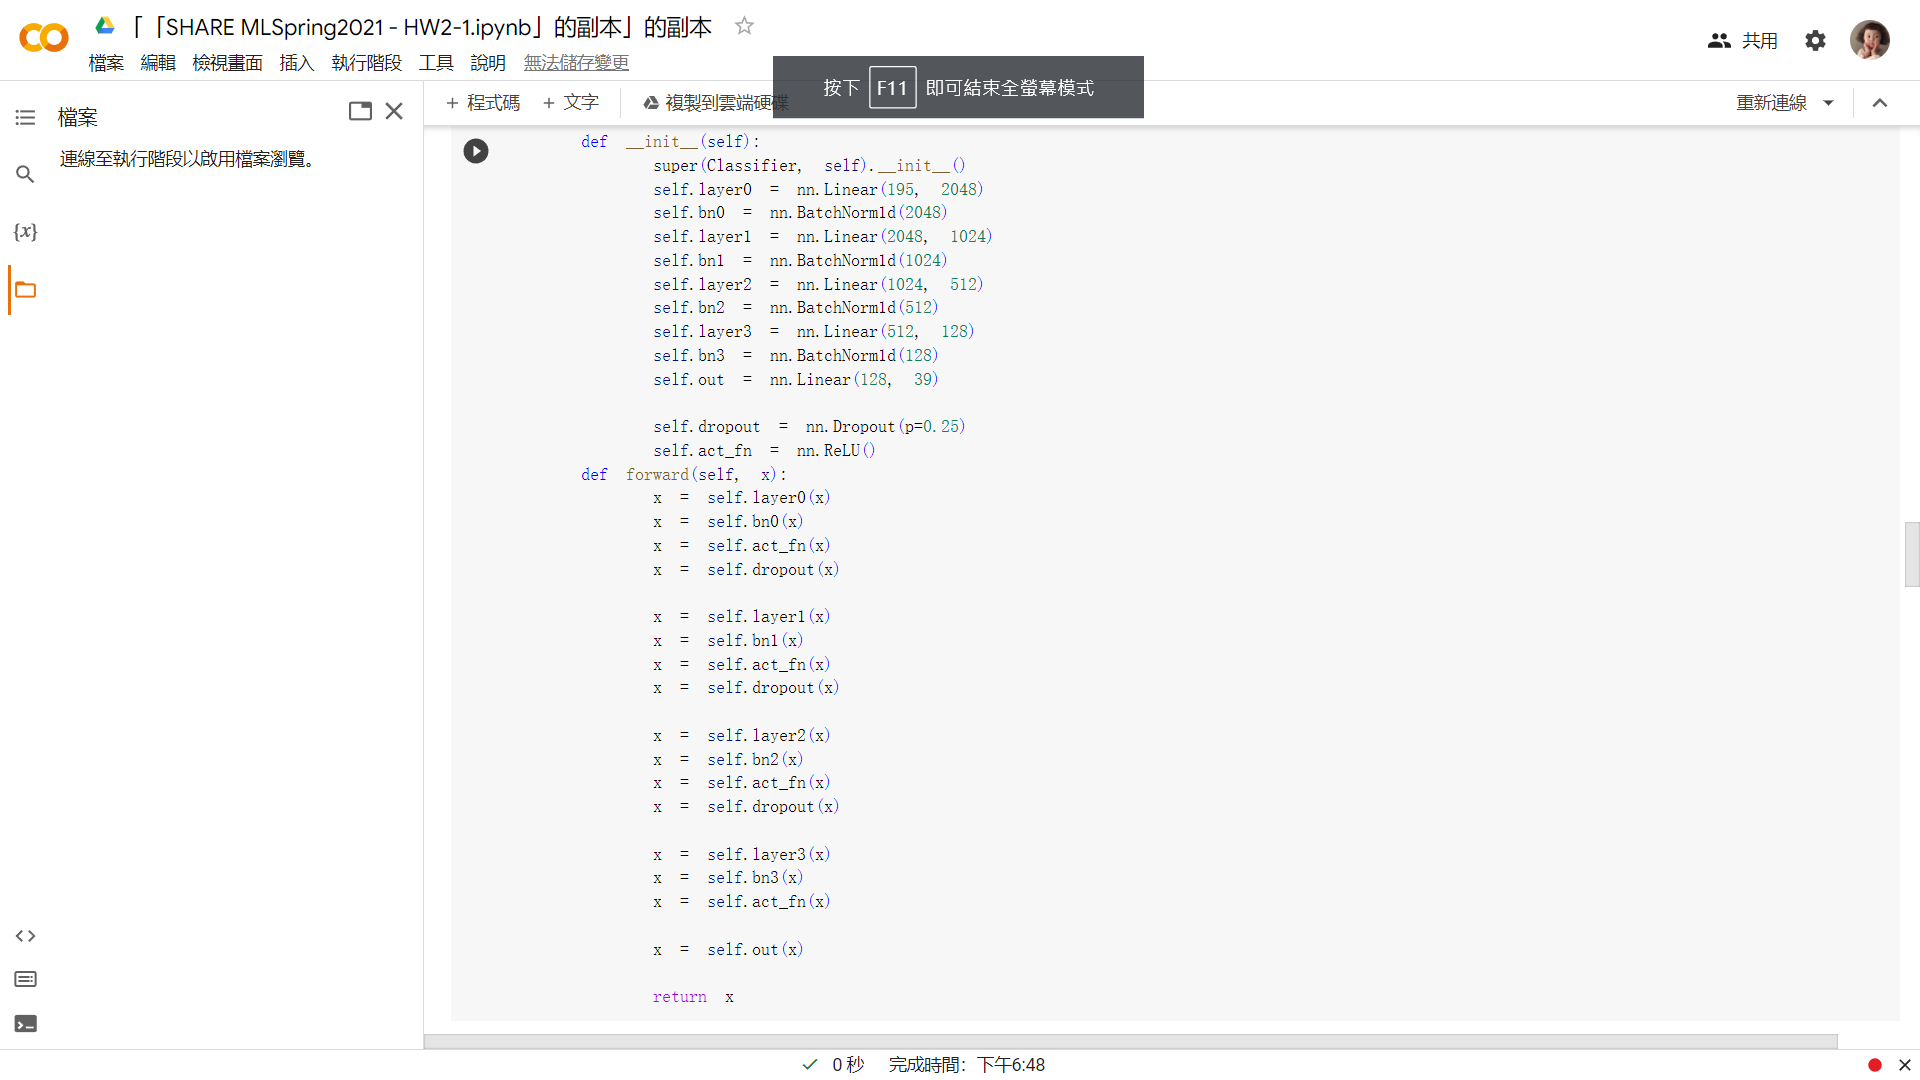 「「SHARE MLSpring2021 - HW2-1.ipynb」的副本」的副本
檔案 編輯 檢視畫面 插入 執行階段 工具 說明 無法儲存變更
共用
按下 F11 即可結束全螢幕模式
檔案
+ 程式碼 + 文字 複製到雲端硬碟
重新連線
連線至執行階段以啟用檔案瀏覽。
{x}
def __init__(self):
super(Classifier, self).__init__()
self.layer0 = nn.Linear(195, 2048)
self.bn0 = nn.BatchNorm1d(2048)
self.layer1 = nn.Linear(2048, 1024)
self.bn1 = nn.BatchNorm1d(1024)
self.layer2 = nn.Linear(1024, 512)
self.bn2 = nn.BatchNorm1d(512)
self.layer3 = nn.Linear(512, 128)
self.bn3 = nn.BatchNorm1d(128)
self.out = nn.Linear(128, 39)
self.dropout = nn.Dropout(p=0.25)
self.act_fn = nn.ReLU()
def forward(self, x):
x = self.layer0(x)
x = self.bn0(x)
x = self.act_fn(x)
x = self.dropout(x)
x = self.layer1(x)
x = self.bn1(x)
x = self.act_fn(x)
x = self.dropout(x)
x = self.layer2(x)
x = self.bn2(x)
x = self.act_fn(x)
x = self.dropout(x)
x = self.layer3(x)
x = self.bn3(x)
x = self.act_fn(x)
x = self.out(x)
return x
0 秒 完成時間：下午6:48